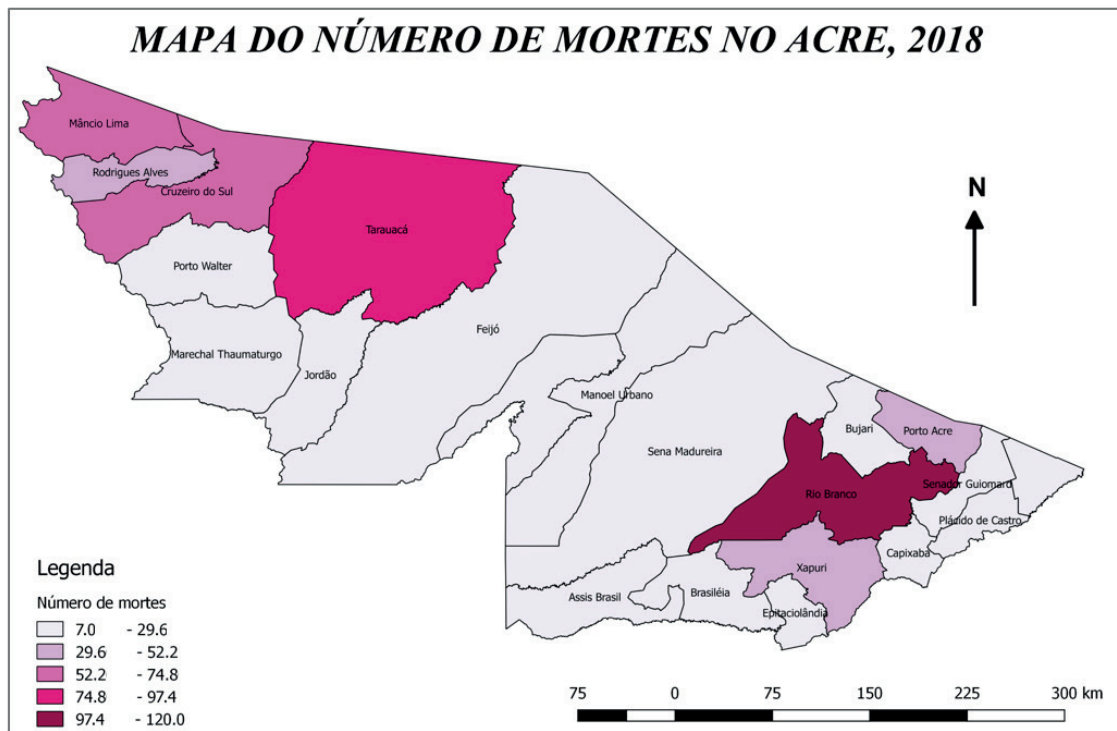 MAPA DO NÚMERO DE MORTES NO ACRE, 2018
Mâncio Lima
Rodrigues Alves
Cruzeiro do Sul
Tarauacá
N
Porto Walter
Feijó
Marechal Thaumaturgo
Jordão
Manoel Urbano
Bujari
Porto Acre
Sena Madureira
Senador Guiomard
Rio Branco
Plácido de Castro
Capixaba
Xapuri
Assis Brasil
Brasiléia
Epitaciolândia
Legenda
Número de mortes
7.0 - 29.6
29.6 - 52.2
52.2 - 74.8
74.8 - 97.4
97.4 - 120.0
75 0 75 150 225 300 km